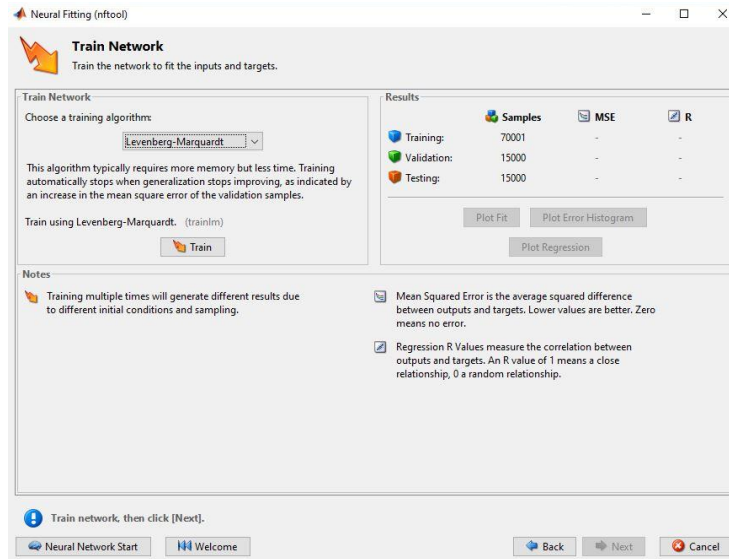 Neural Fitting (nftool)
Train Network
Train the network to fit the inputs and targets.
Train Network
Choose a training algorithm:
Levenberg-Marquardt
This algorithm typically requires more memory but less time. Training
automatically stops when generalization stops improving, as indicated by
an increase in the mean square error of the validation samples.
Train using Levenberg-Marquardt. (trainlm)
Train
Results
Samples MSE R
Training: 70001 - -
Validation: 15000 - -
Testing: 15000 - -
Plot Fit Plot Error Histogram
Plot Regression
Notes
Training multiple times will generate different results due
to different initial conditions and sampling.
Mean Squared Error is the average squared difference
between outputs and targets. Lower values are better. Zero
means no error.
Regression R Values measure the correlation between
outputs and targets. An R value of 1 means a close
relationship, 0 a random relationship.
Train network, then click [Next].
Neural Network Start Welcome Back Next Cancel